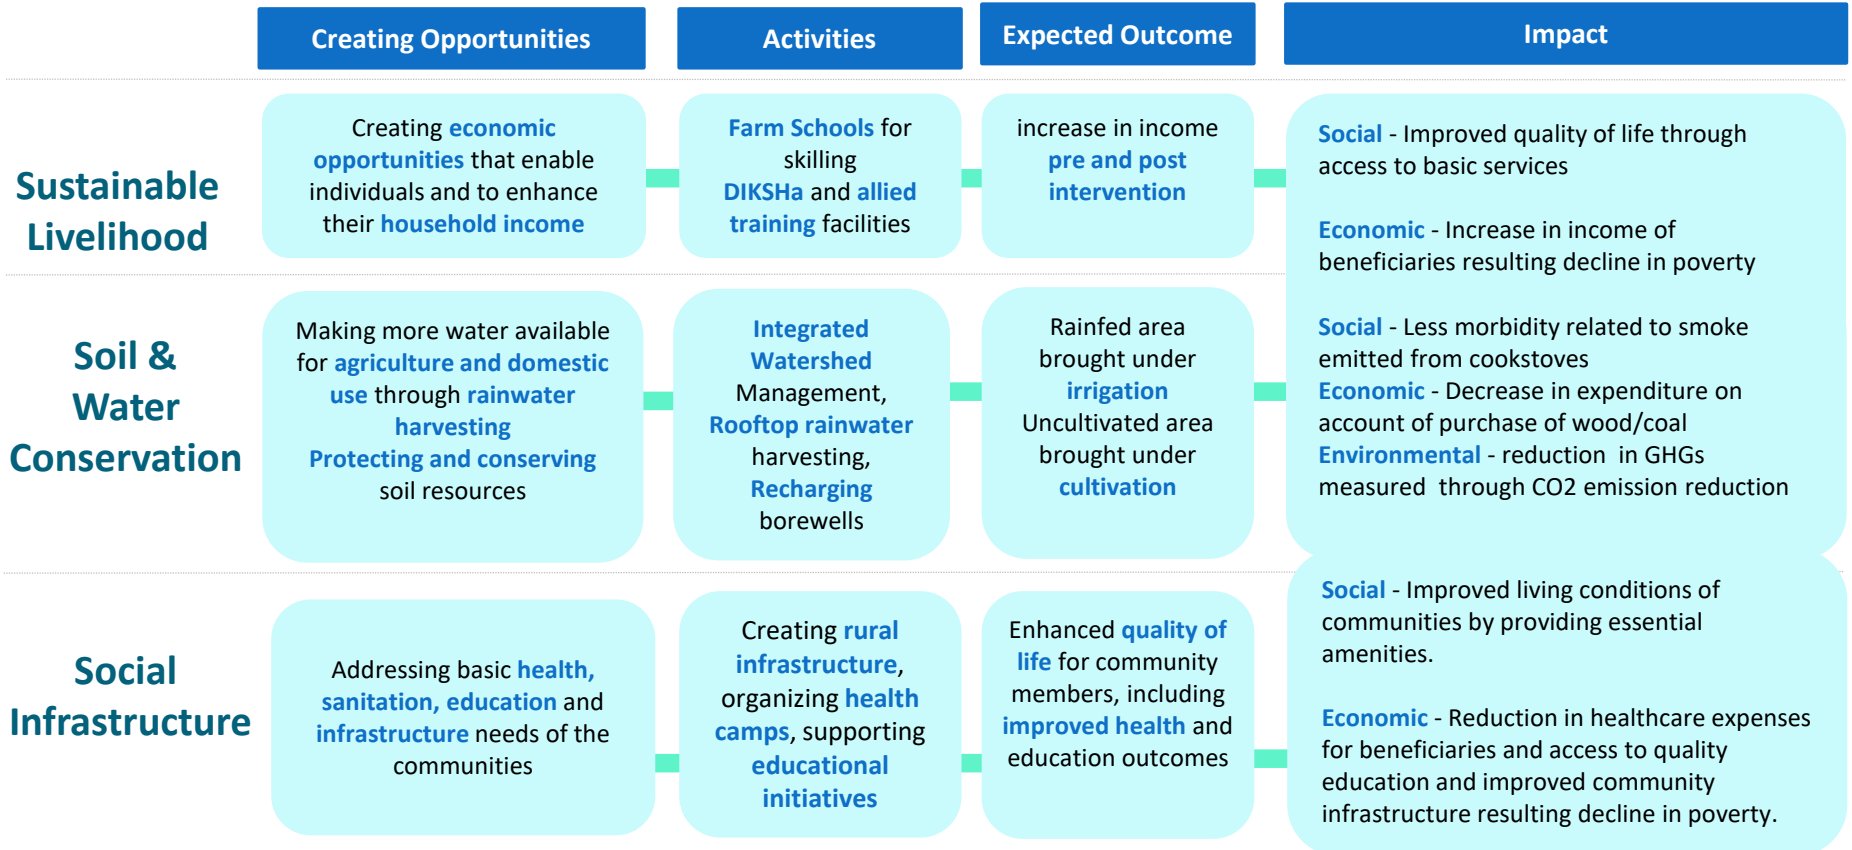 Creating Opportunities
Activities
Expected Outcome
Impact
Sustainable
Livelihood
Creating economic
opportunities that enable
individuals and to enhance
their household income
Farm Schools for
skilling
DIKSHa and allied
training facilities
increase in income
pre and post
intervention
Social - Improved quality of life through
access to basic services
Economic - Increase in income of
beneficiaries resulting decline in poverty
Soil &
Water
Conservation
Making more water available
for agriculture and domestic
use through rainwater
harvesting
Protecting and conserving
soil resources
Integrated
Watershed
Management,
Rooftop rainwater
harvesting,
Recharging
borewells
Rainfed area
brought under
irrigation
Uncultivated area
brought under
cultivation
Social - Less morbidity related to smoke
emitted from cookstoves
Economic - Decrease in expenditure on
account of purchase of wood/coal
Environmental - reduction in GHGs
measured through CO2 emission reduction
Social
Infrastructure
Addressing basic health,
sanitation, education and
infrastructure needs of the
communities
Creating rural
infrastructure,
organizing health
camps, supporting
educational
initiatives
Enhanced quality of
life for community
members, including
improved health and
education outcomes
Social - Improved living conditions of
communities by providing essential
amenities.
Economic - Reduction in healthcare expenses
for beneficiaries and access to quality
education and improved community
infrastructure resulting decline in poverty.